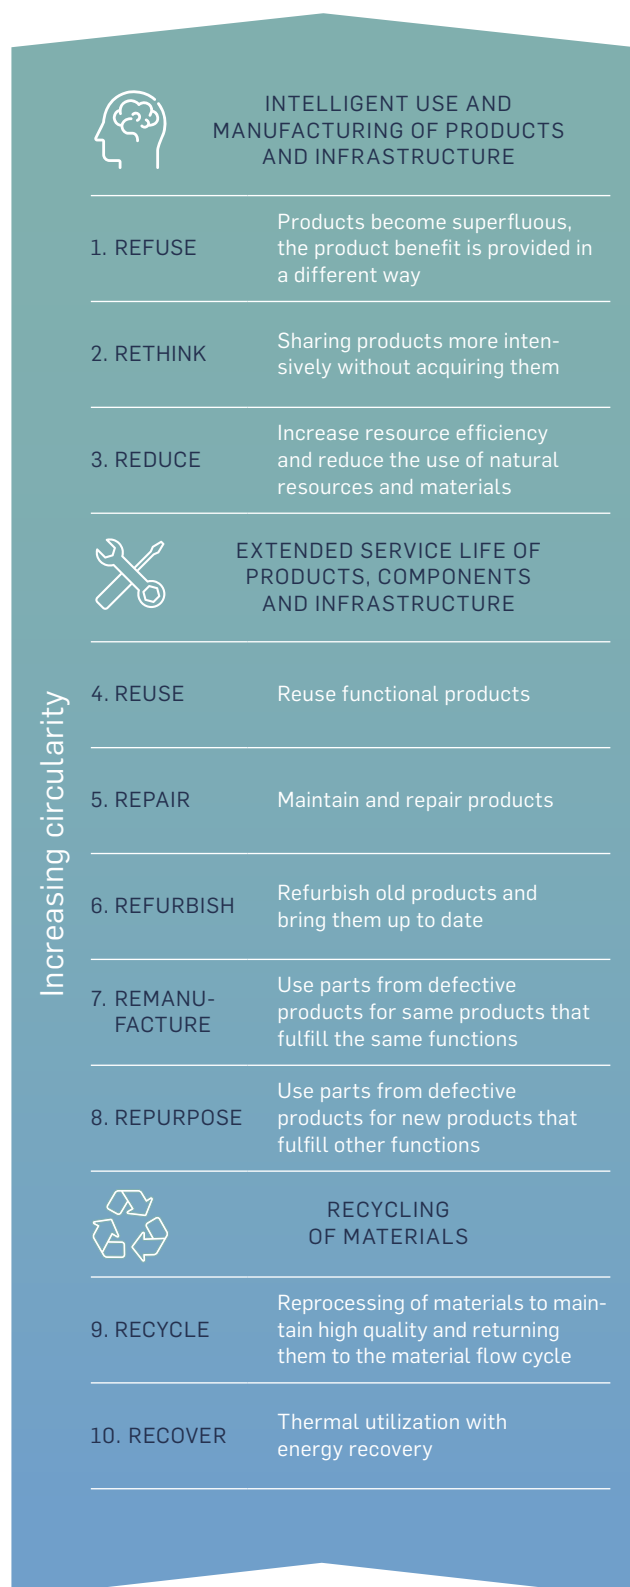 INTELLIGENT USE AND
MANUFACTURING OF PRODUCTS
AND INFRASTRUCTURE
1. REFUSE
Products become superfluous,
the product benefit is provided in
a different way
2. RETHINK
Sharing products more inten-
sively without acquiring them
3. REDUCE
Increase resource efficiency
and reduce the use of natural
resources and materials
EXTENDED SERVICE LIFE OF
PRODUCTS, COMPONENTS
AND INFRASTRUCTURE
Increasing circularity
4. REUSE
Reuse functional products
5. REPAIR
Maintain and repair products
6. REFURBISH
Refurbish old products and
bring them up to date
7. REMANU-
FACTURE
Use parts from defective
products for same products that
fulfill the same functions
8. REPURPOSE
Use parts from defective
products for new products that
fulfill other functions
RECYCLING
OF MATERIALS
9. RECYCLE
Reprocessing of materials to main-
tain high quality and returning
them to the material flow cycle
10. RECOVER
Thermal utilization with
energy recovery